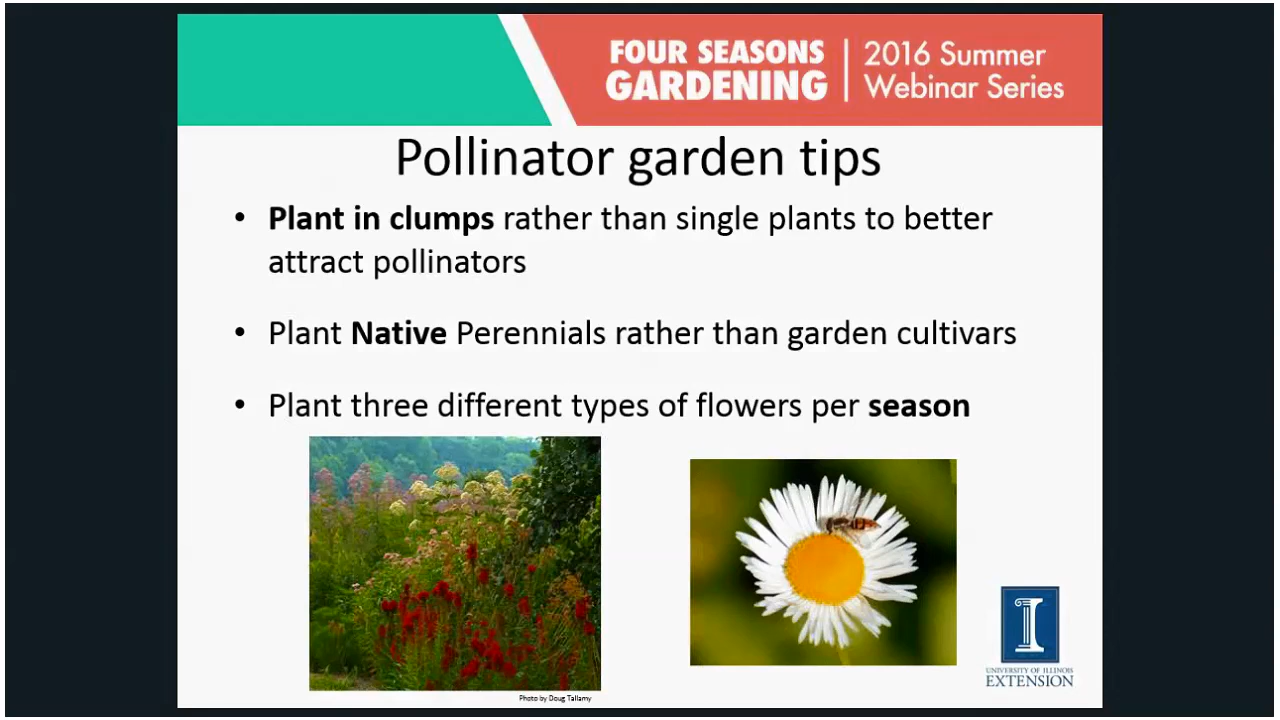 FOUR SEASONS
GARDENING
2016 Summer
Webinar Series
Pollinator garden tips
• Plant in clumps rather than single plants to better
attract pollinators
• Plant Native Perennials rather than garden cultivars
• Plant three different types of flowers per season
Photo by Doug Tallamy
I
UNIVERSITY OF ILLINOIS
EXTENSION